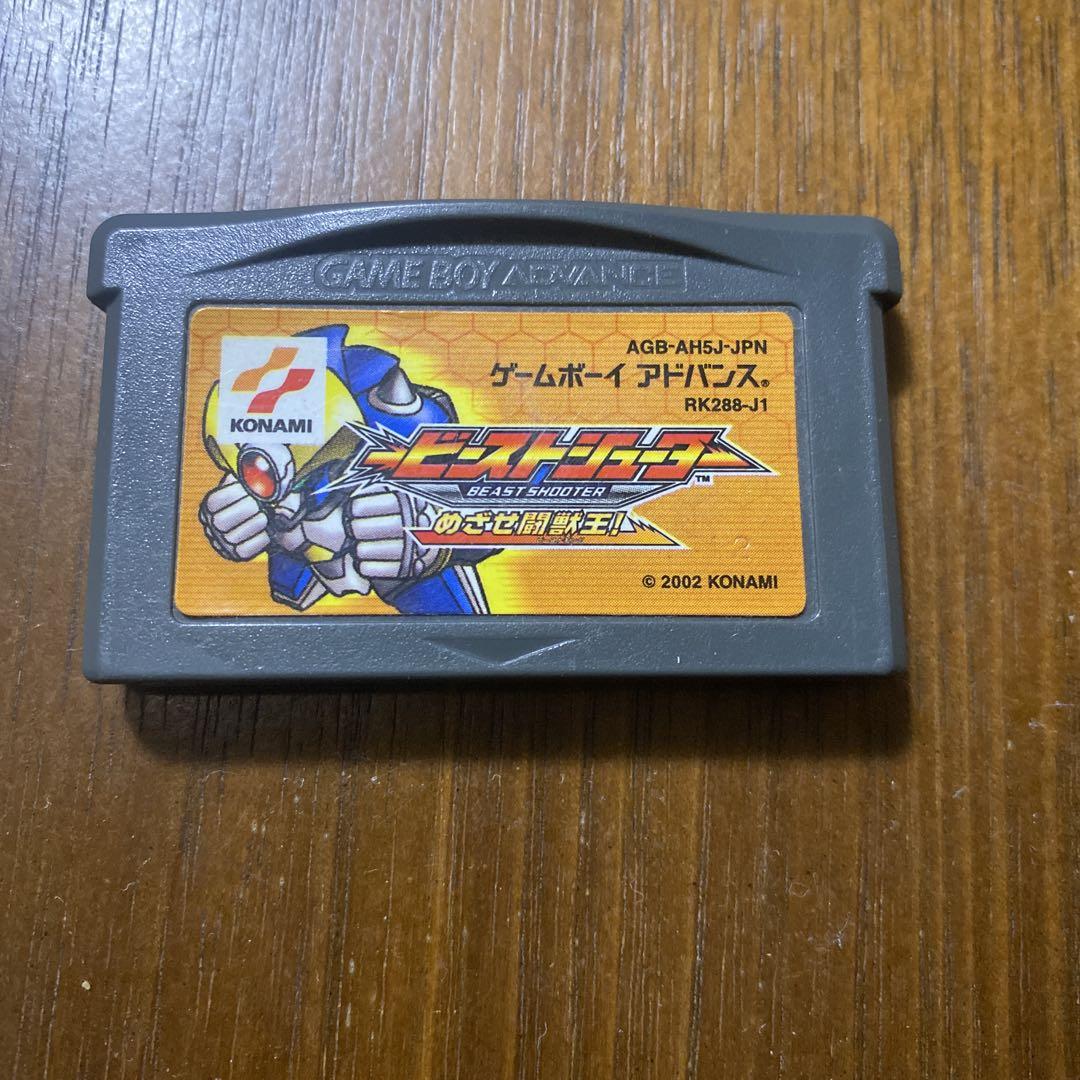 GAME BOY ADVANCE
AGB-AH5J-JPN
ゲームボーイ アドバンス®
RK288-J1
KONAMI
ビーストシューター™
BEAST SHOOTER
めざせ闘獣王!
© 2002 KONAMI